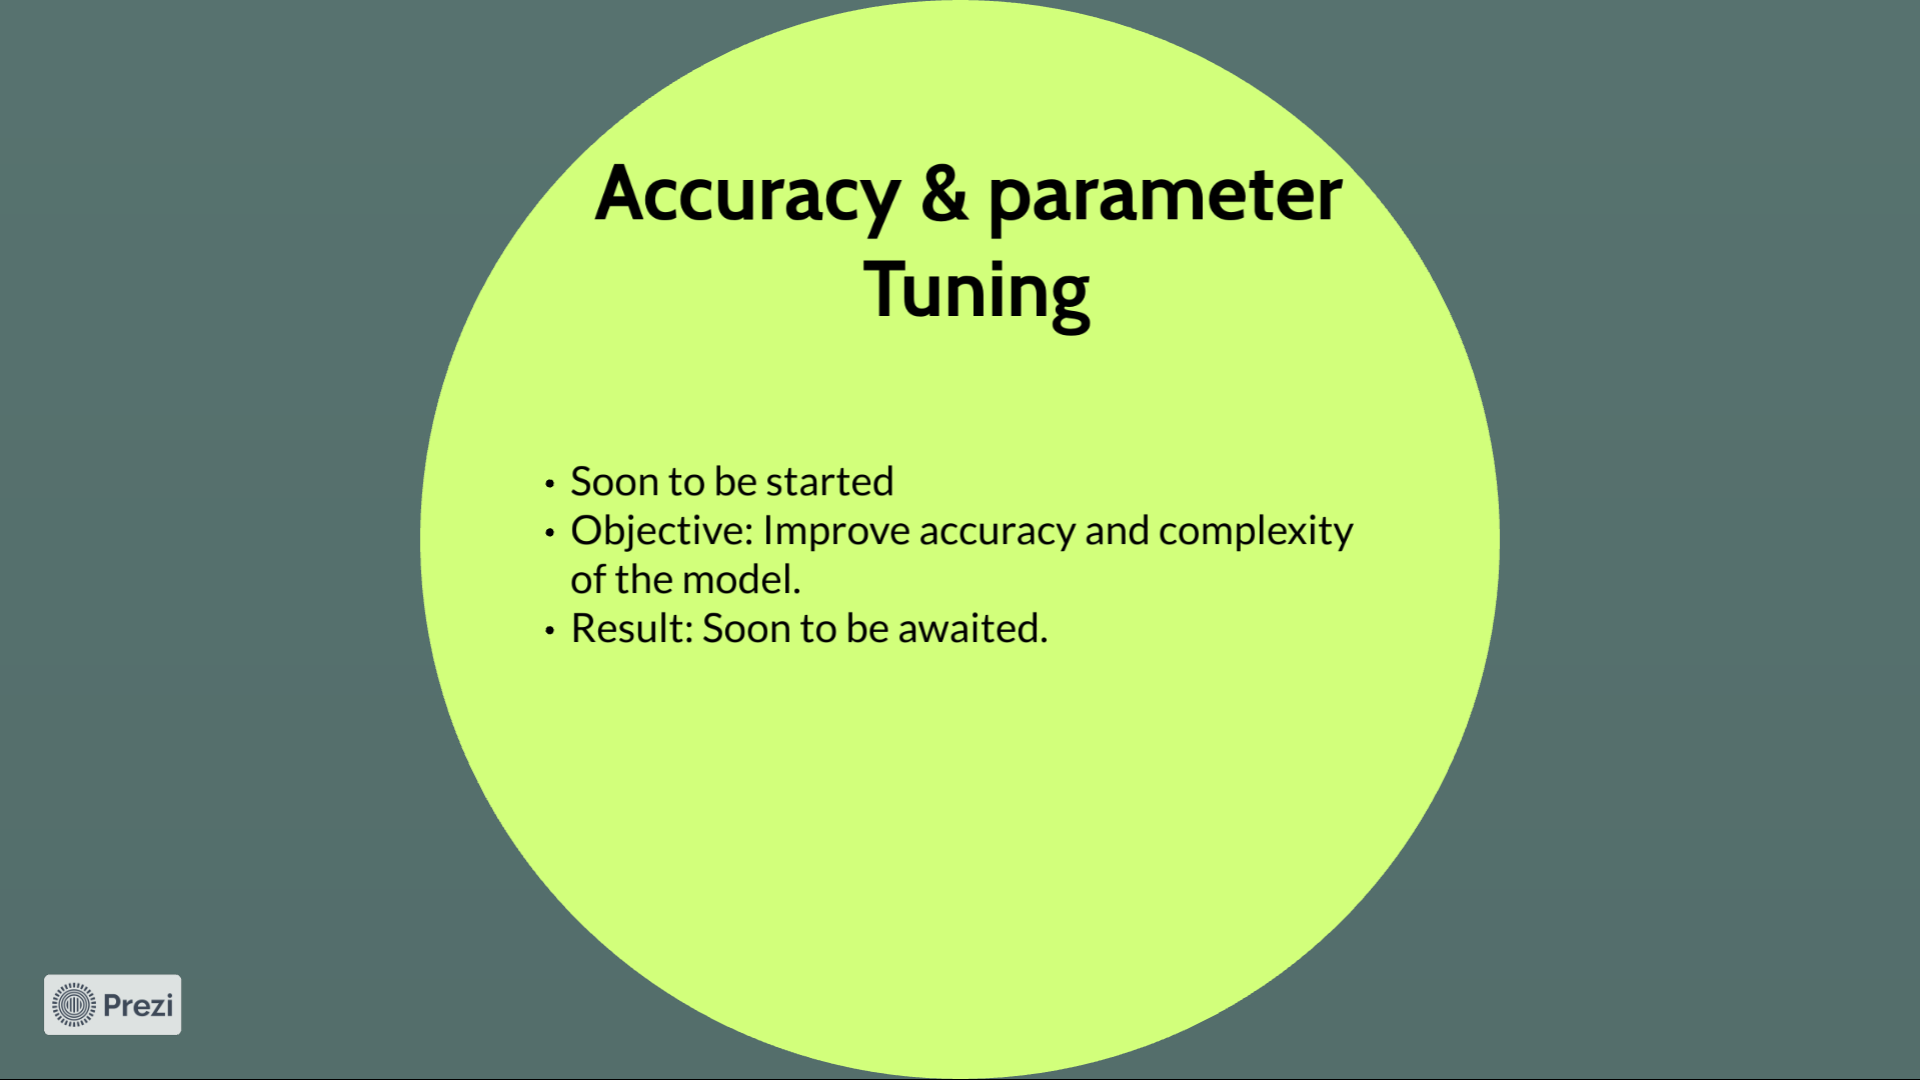 Accuracy & parameter
Tuning
• Soon to be started
• Objective: Improve accuracy and complexity
of the model.
• Result: Soon to be awaited.
Prezi